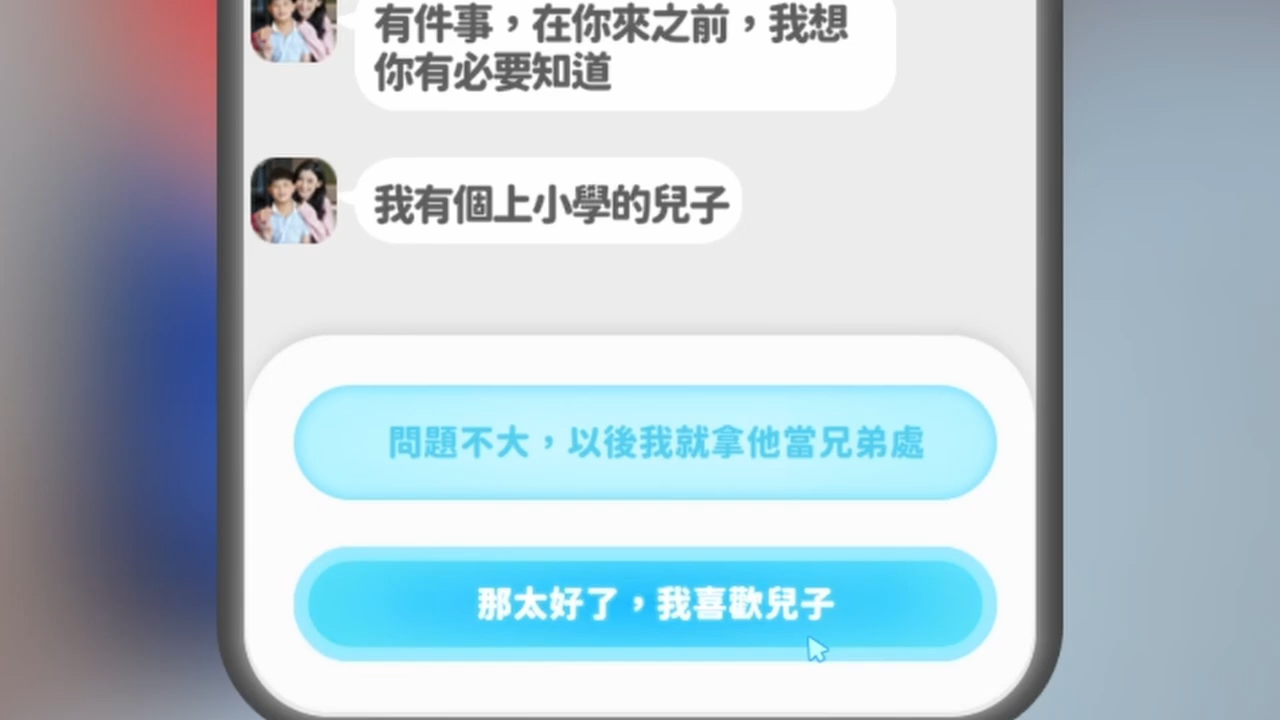 有件事，在你來之前，我想
你有必要知道
我有個上小學的兒子
問題不大，以後我就拿他當兄弟處
那太好了，我喜歡兒子